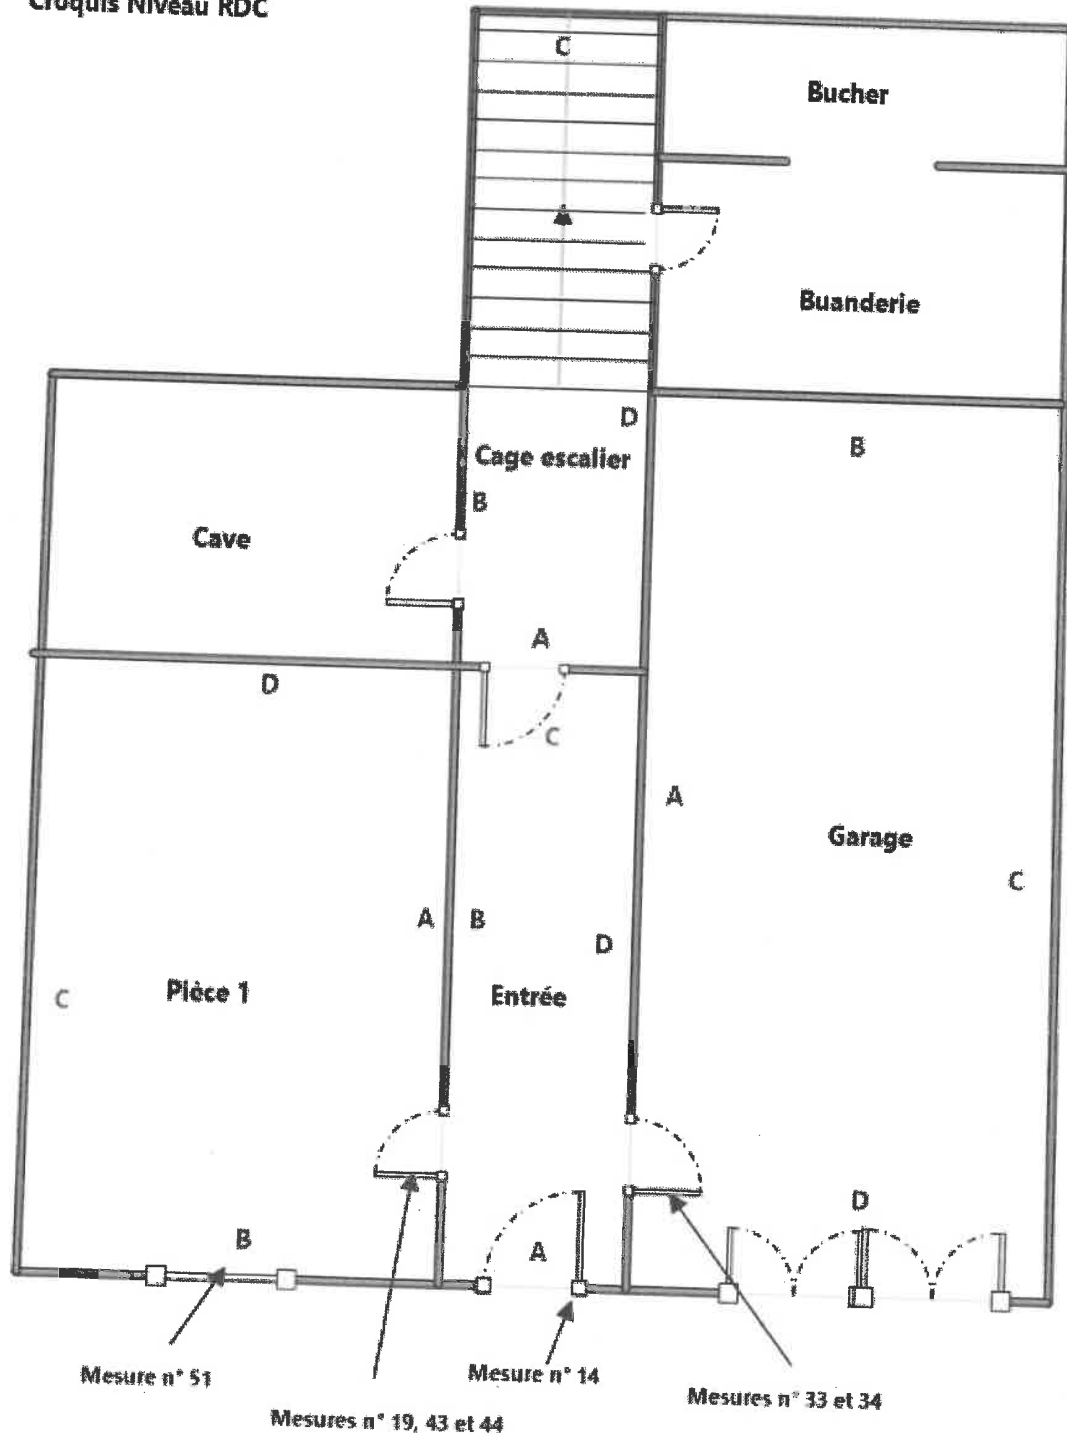 Croquis Niveau RDC
C
Bucher
Buanderie
D
B
Cage escalier
B
Cave
A
D
C
A
Garage
C
A B
D
Pièce 1
Entrée
C
D
B
A
Mesure n° 51
Mesure n° 14
Mesures n° 33 et 34
Mesures n° 19, 43 et 44